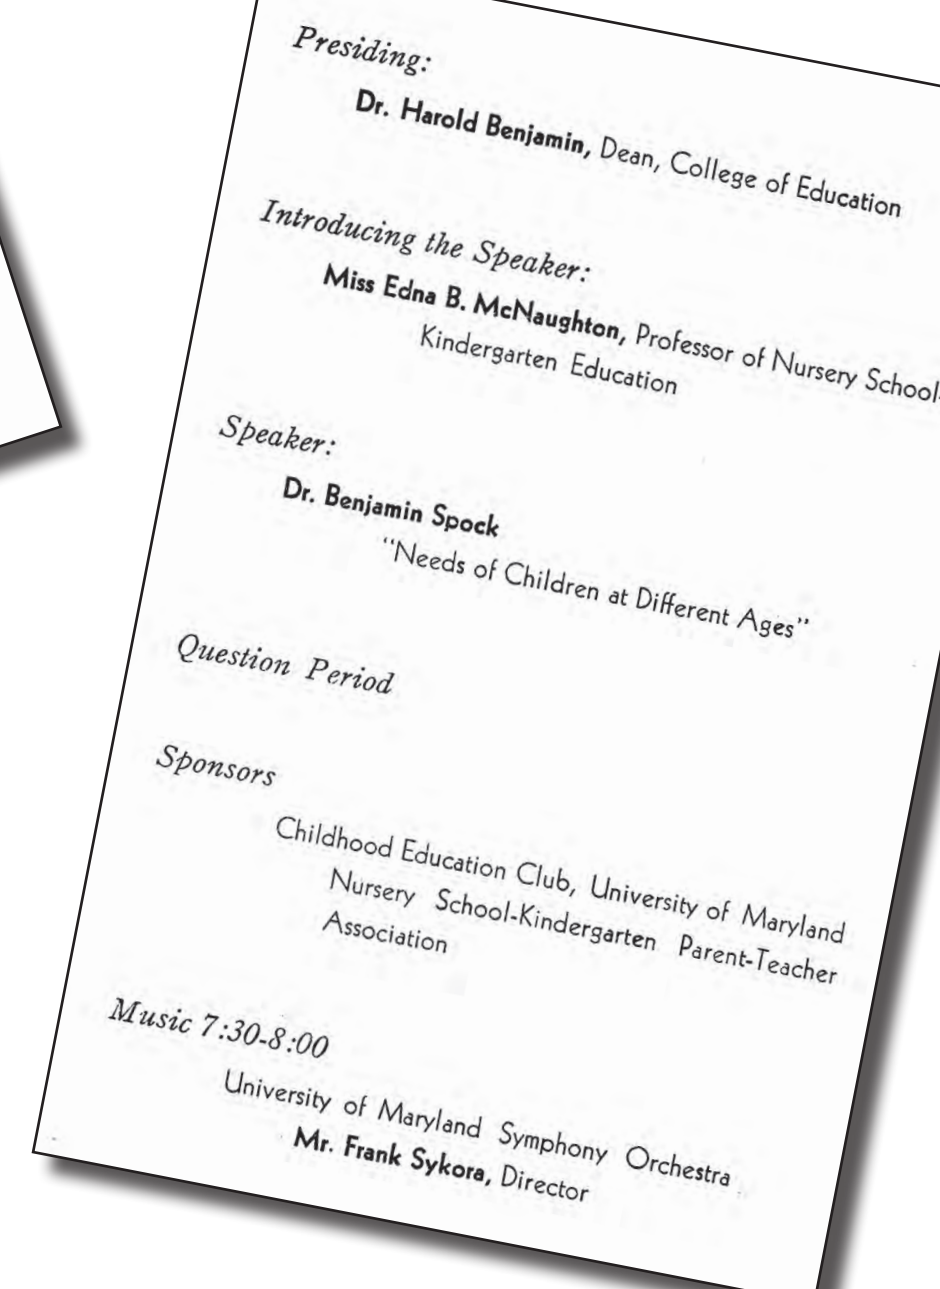 Presiding:
Dr. Harold Benjamin, Dean, College of Education
Introducing the Speaker:
Miss Edna B. McNaughton, Professor of Nursery School-
Kindergarten Education
Speaker:
Dr. Benjamin Spock
"Needs of Children at Different Ages"
Question Period
Sponsors
Childhood Education Club, University of Maryland
Nursery School-Kindergarten Parent-Teacher
Association
Music 7:30-8:00
University of Maryland Symphony Orchestra
Mr. Frank Sykora, Director